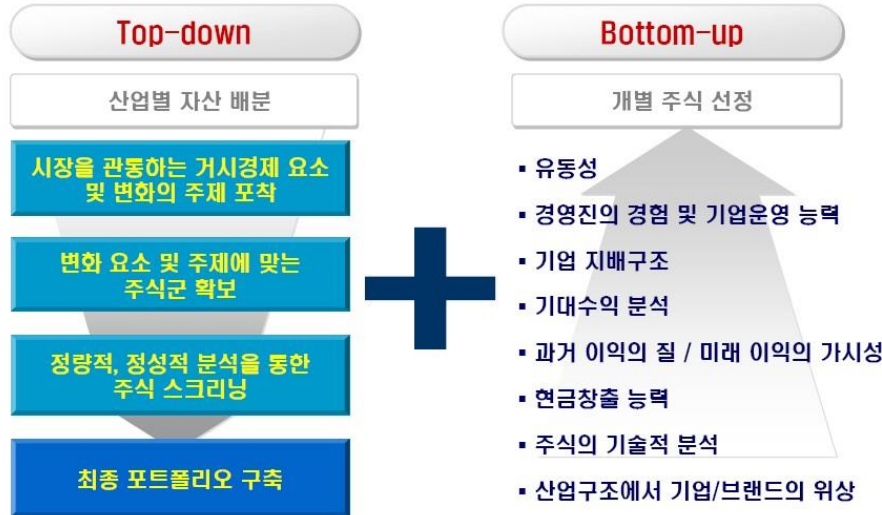 Top-down
산업별 자산 배분
시장을 관통하는 거시경제 요소
및 변화의 주제 포착
변화 요소 및 주제에 맞는
주식군 확보
정량적, 정성적 분석을 통한
주식 스크리닝
최종 포트폴리오 구축
Bottom-up
개별 주식 선정
▪ 유동성
▪ 경영진의 경험 및 기업운영 능력
▪ 기업 지배구조
▪ 기대수익 분석
▪ 과거 이익의 질 / 미래 이익의 가시성
▪ 현금창출 능력
▪ 주식의 기술적 분석
▪ 산업구조에서 기업/브랜드의 위상